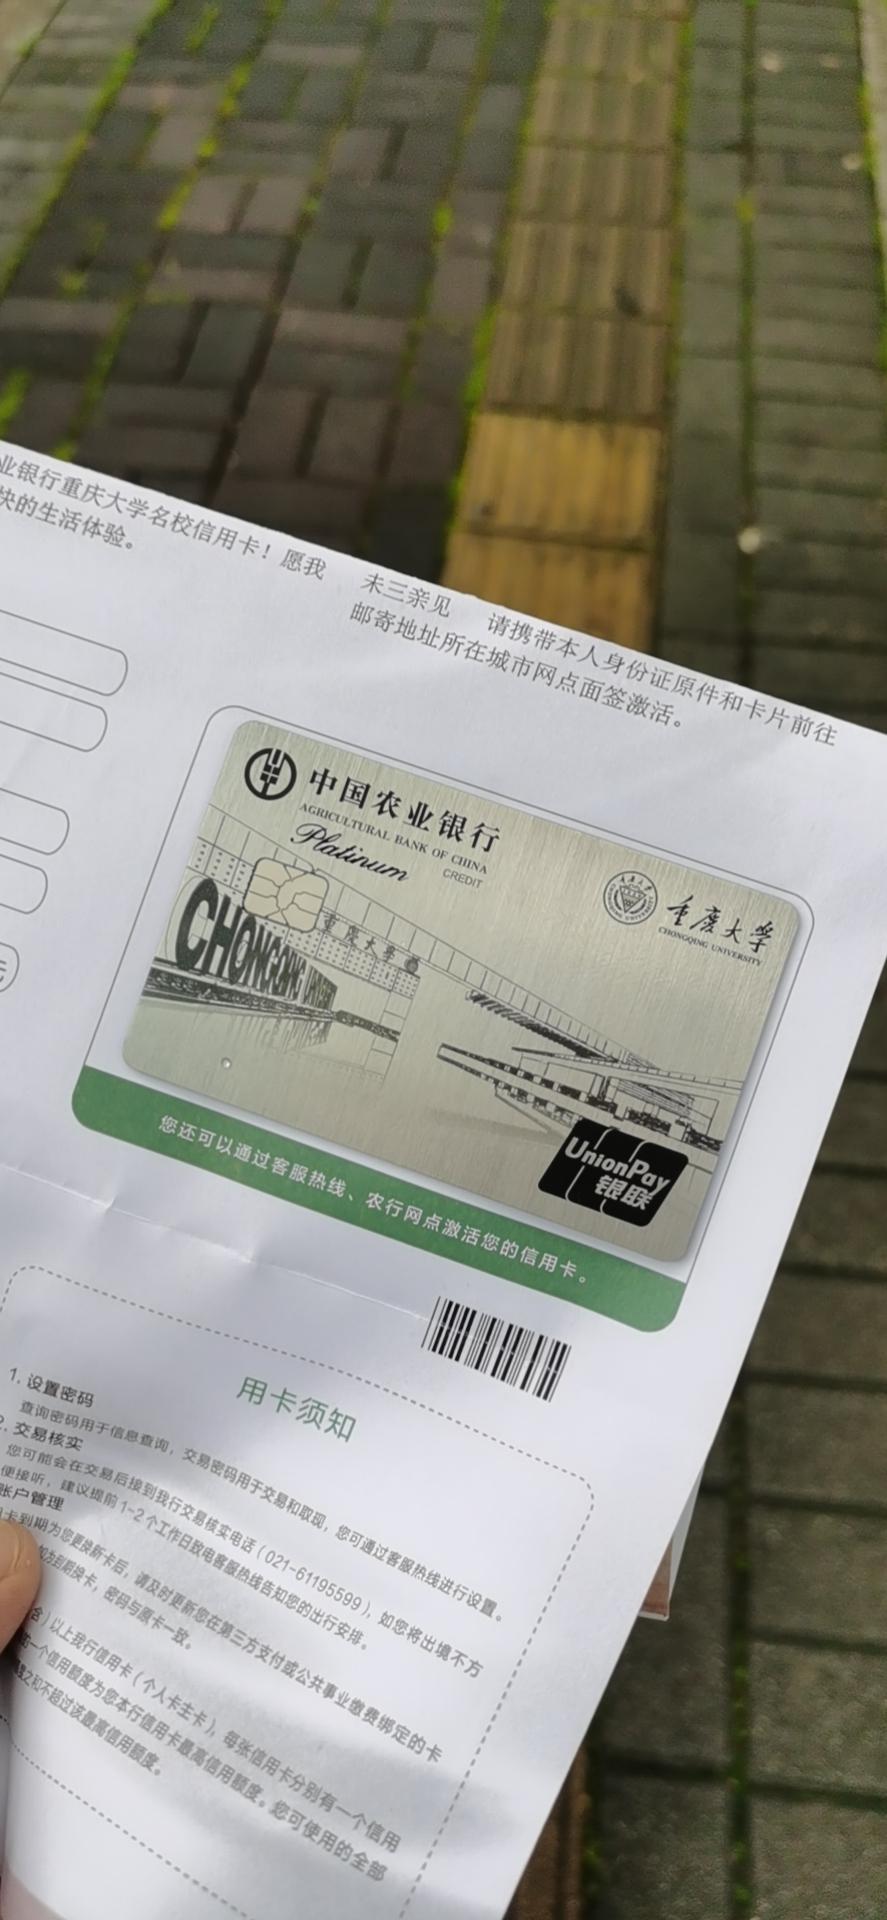 业银行重庆大学名校信用卡！愿我
快的生活体验。
未三亲见 请携带本人身份证原件和卡片前往
邮寄地址所在城市网点面签激活。
中国农业银行
AGRICULTURAL BANK OF CHINA
Platinum
CREDIT
重庆大学
CHONGQING UNIVERSITY
CHONGQING UNIVER
重庆大学
UnionPay
银联
您还可以通过客服热线、农行网点激活您的信用卡。
用卡须知
1. 设置密码
查询密码用于信息查询，交易密码用于交易和取现，您可通过客服热线进行设置。
2. 交易核实
您可能会在交易后接到我行交易核实电话（021-61195599），如您将出境不方
便接听，建议提前1-2个工作日致电客服热线告知您的出行安排。
账户管理
卡到期为您更换新卡后，请及时更新您在第三方支付或公共事业缴费绑定的卡
如为到期换卡，密码与原卡一致。
含）以上我行信用卡（个人卡主卡），每张信用卡分别有一个信用
一个信用额度为您本行信用卡最高信用额度。您可使用的全部
之和不超过该最高信用额度。